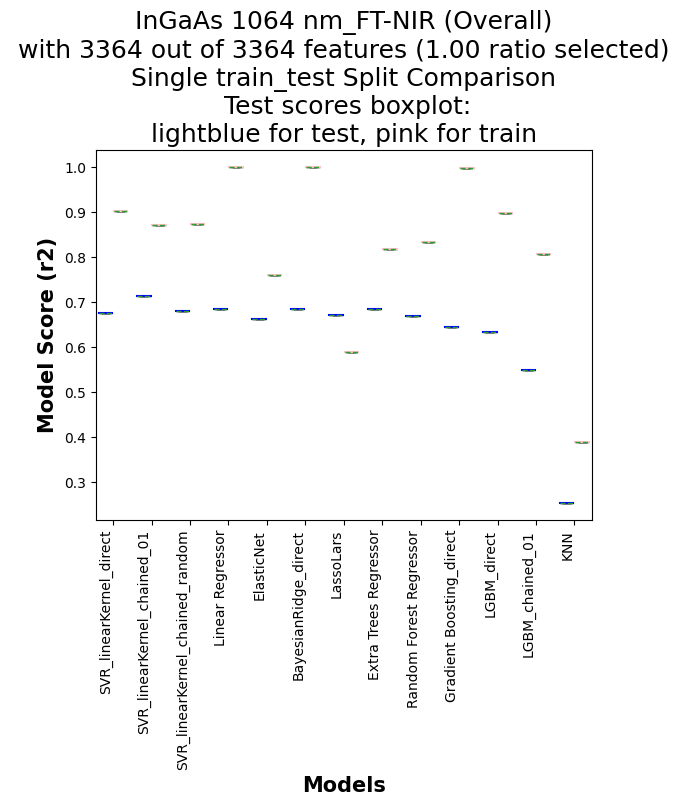 InGaAs 1064 nm_FT-NIR (Overall)
with 3364 out of 3364 features (1.00 ratio selected)
Single train_test Split Comparison
Test scores boxplot:
lightblue for test, pink for train
Model Score (r2)
1.0
0.9
0.8
0.7
0.6
0.5
0.4
0.3
SVR_linearKernel_direct
SVR_linearKernel_chained_01
SVR_linearKernel_chained_random
Linear Regressor
ElasticNet
BayesianRidge_direct
LassoLars
Extra Trees Regressor
Random Forest Regressor
Gradient Boosting_direct
LGBM_direct
LGBM_chained_01
KNN
Models